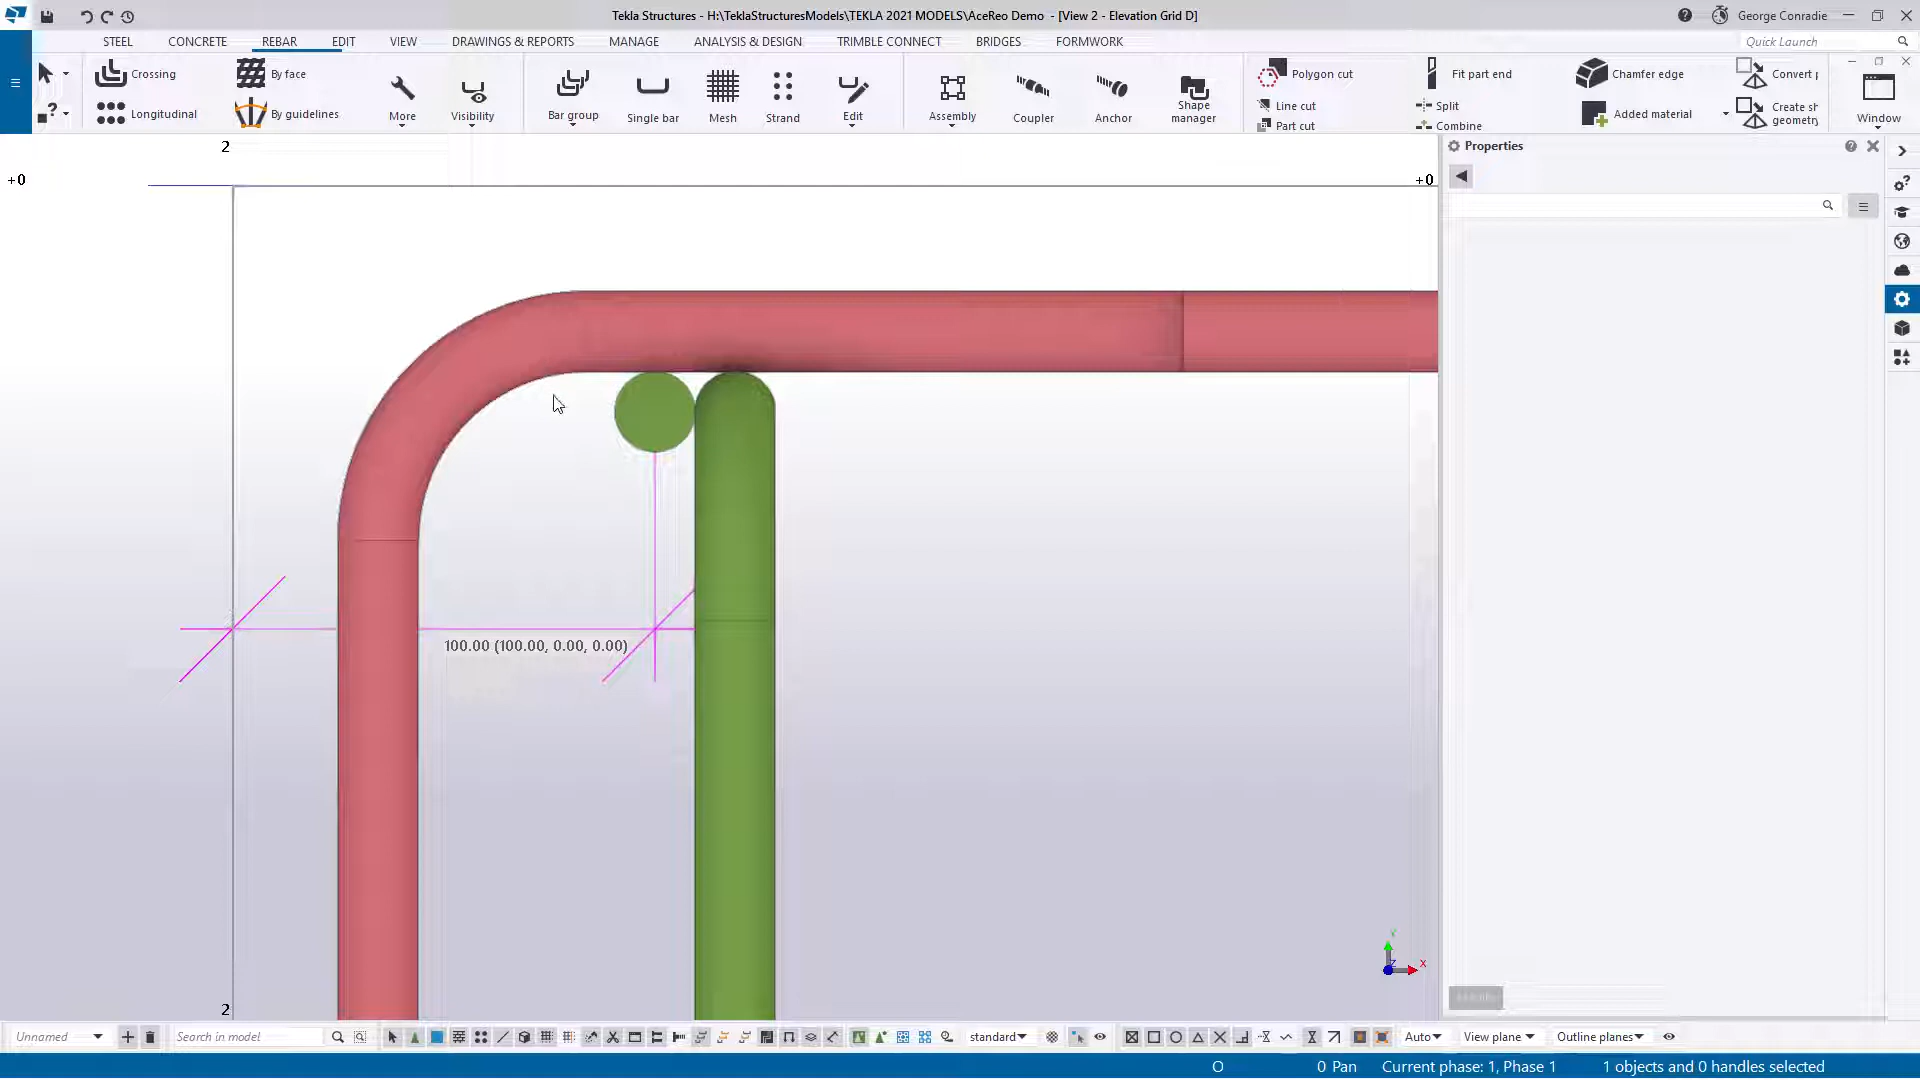 Tekla Structures - H:\TeklaStructuresModels\TEKLA 2021 MODELS\AceReo Demo - [View 2 - Elevation Grid D]
George Conradie
STEEL CONCRETE REBAR EDIT VIEW DRAWINGS & REPORTS MANAGE ANALYSIS & DESIGN TRIMBLE CONNECT BRIDGES FORMWORK
Quick Launch
Crossing
By face
Longitudinal
By guidelines
More
Visibility
Bar group
Single bar
Mesh
Strand
Edit
Assembly
Coupler
Anchor
Shape
manager
Polygon cut
Line cut
Part cut
Fit part end
Split
Combine
Chamfer edge
Added material
Convert p
Create sh
geometry
Window
2
+0
+0
Properties
100.00 (100.00, 0.00, 0.00)
Y
Z
X
2
Unnamed
Search in model
standard
Auto
View plane
Outline planes
O
0 Pan
Current phase: 1, Phase 1
1 objects and 0 handles selected